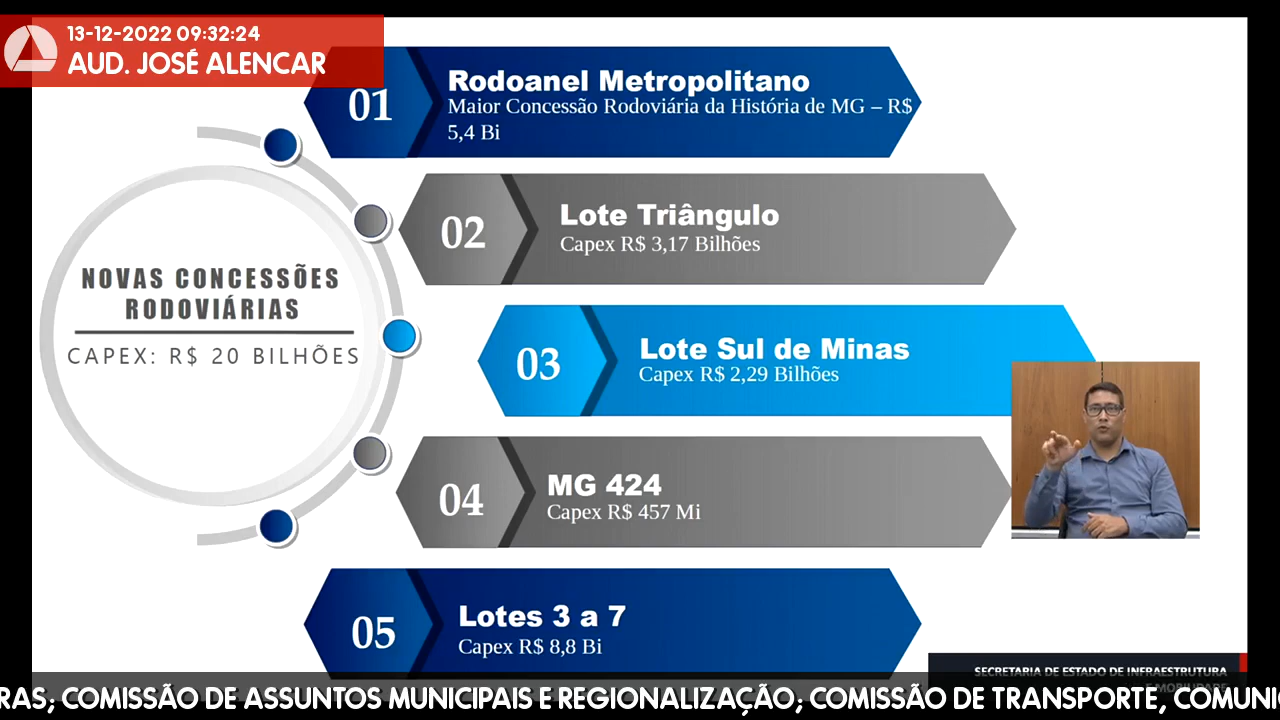 13-12-2022 09:32:24
AUD. JOSÉ ALENCAR
01
Rodoanel Metropolitano
Maior Concessão Rodoviária da História de MG – R$
5,4 Bi
02
Lote Triângulo
Capex R$ 3,17 Bilhões
NOVAS CONCESSÕES
RODOVIÁRIAS
CAPEX: R$ 20 BILHÕES
03
Lote Sul de Minas
Capex R$ 2,29 Bilhões
04
MG 424
Capex R$ 457 Mi
05
Lotes 3 a 7
Capex R$ 8,8 Bi
SECRETARIA DE ESTADO DE INFRAESTRUTURA
E MOBILIDADE
RAS; COMISSÃO DE ASSUNTOS MUNICIPAIS E REGIONALIZAÇÃO; COMISSÃO DE TRANSPORTE, COMUNI